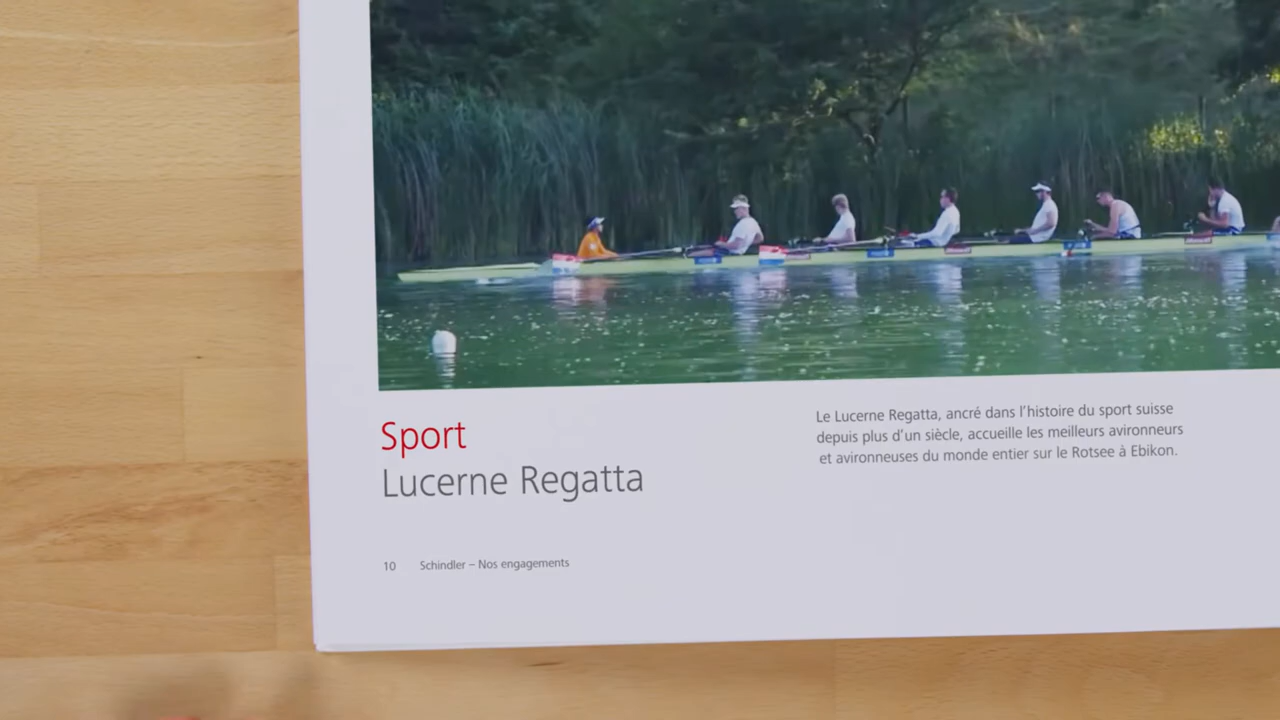 Sport
Lucerne Regatta
Le Lucerne Regatta, ancré dans l'histoire du sport suisse
depuis plus d'un siècle, accueille les meilleurs avironneurs
et avironneuses du monde entier sur le Rotsee à Ebikon.
10 Schindler – Nos engagements